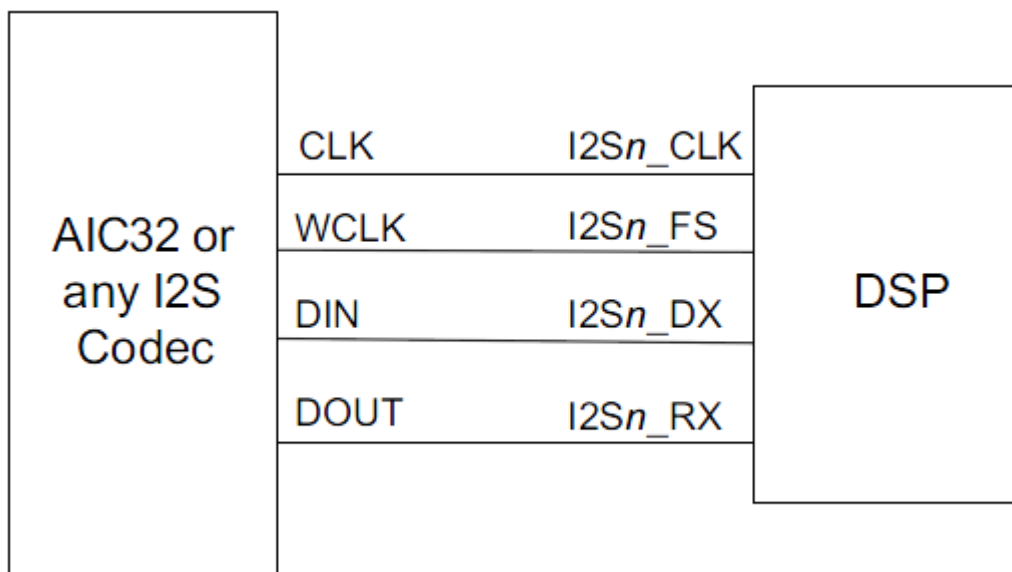 AIC32 or
any I2S
Codec
CLK
I2Sn_CLK
WCLK
I2Sn_FS
DIN
I2Sn_DX
DOUT
I2Sn_RX
DSP